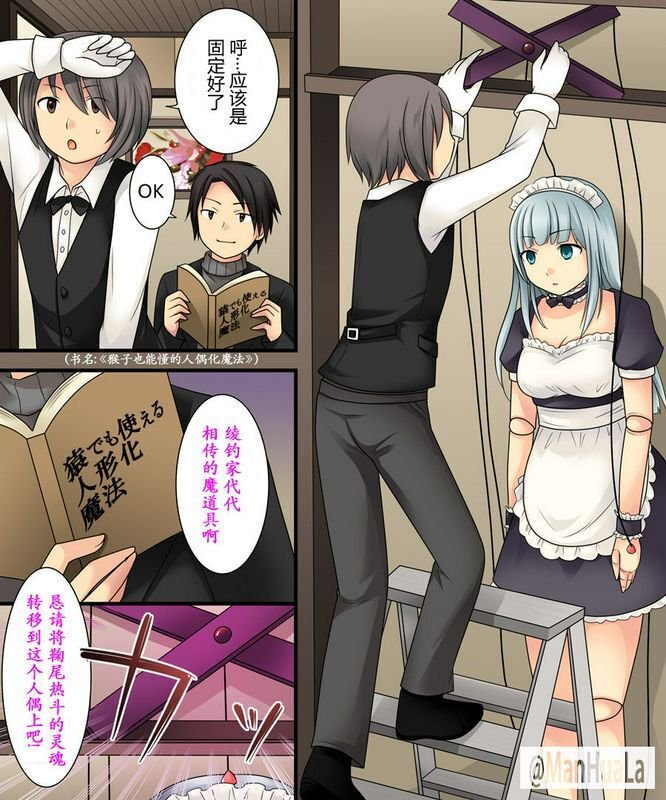 呼…应该是
固定好了
OK
猿でも使える
人形化
魔法
(书名:《猴子也能懂的人偶化魔法》)
猿でも使える
人形化
魔法
绫钓家代代
相传的魔道具啊
恳请将鞠尾热斗的灵魂
转移到这个人偶上吧!
カッ
@ManHuaLa